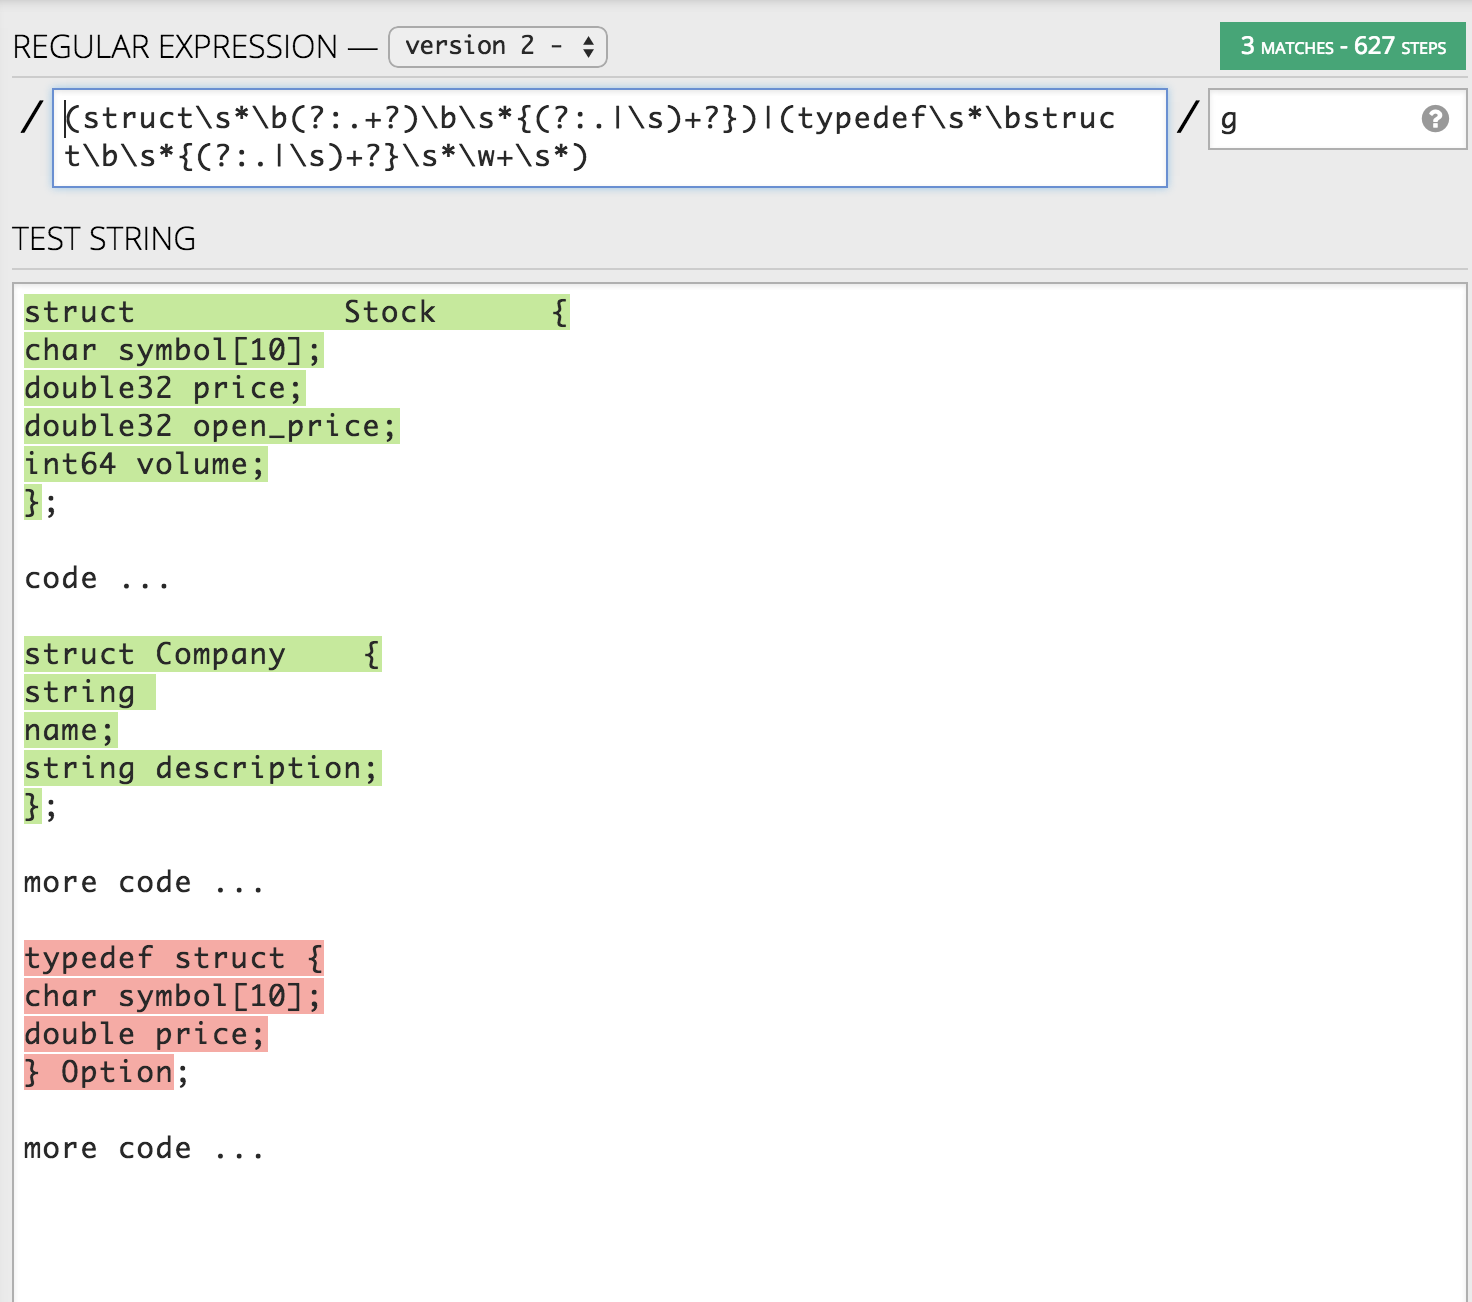 REGULAR EXPRESSION — version 2 -
3 MATCHES - 627 STEPS
/ (struct\s*\b(?:.+?)\b\s*{(?:.|\s)+?})|(typedef\s*\bstruc / g ?
t\b\s*{(?:.|\s)+?}\s*\w+\s*)
TEST STRING
struct           Stock      {
char symbol[10];
double32 price;
double32 open_price;
int64 volume;
};
code ...
struct Company    {
string
name;
string description;
};
more code ...
typedef struct {
char symbol[10];
double price;
} Option;
more code ...